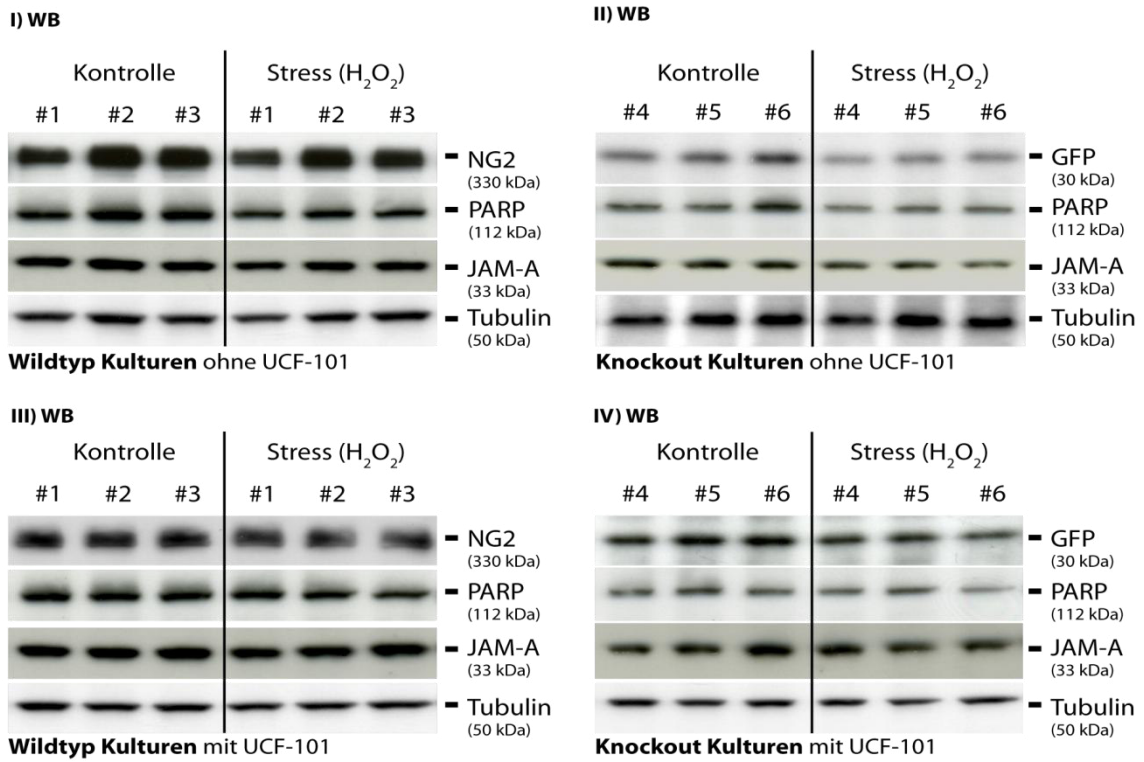 I) WB
Kontrolle Stress (H₂O₂)
#1 #2 #3 #1 #2 #3
NG2
(330 kDa)
PARP
(112 kDa)
JAM-A
(33 kDa)
Tubulin
(50 kDa)
Wildtyp Kulturen ohne UCF-101
II) WB
Kontrolle Stress (H₂O₂)
#4 #5 #6 #4 #5 #6
GFP
(30 kDa)
PARP
(112 kDa)
JAM-A
(33 kDa)
Tubulin
(50 kDa)
Knockout Kulturen ohne UCF-101
III) WB
Kontrolle Stress (H₂O₂)
#1 #2 #3 #1 #2 #3
NG2
(330 kDa)
PARP
(112 kDa)
JAM-A
(33 kDa)
Tubulin
(50 kDa)
Wildtyp Kulturen mit UCF-101
IV) WB
Kontrolle Stress (H₂O₂)
#4 #5 #6 #4 #5 #6
GFP
(30 kDa)
PARP
(112 kDa)
JAM-A
(33 kDa)
Tubulin
(50 kDa)
Knockout Kulturen mit UCF-101